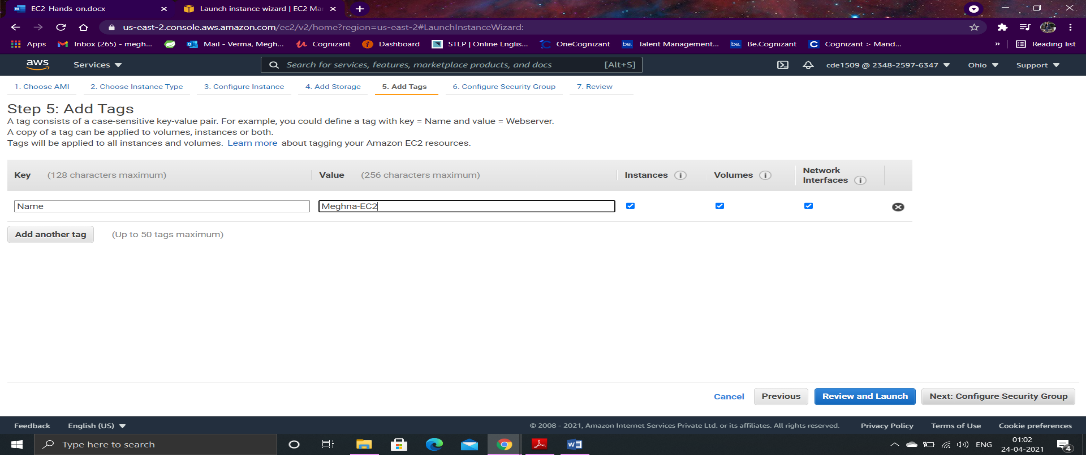 EC2 Hands-on.docx
Launch instance wizard | EC2 Ma
us-east-2.console.aws.amazon.com/ec2/v2/home?region=us-east-2#LaunchInstanceWizard:
Apps
Inbox (265) - megh...
Mail - Verma, Megh...
Cognizant
Dashboard
STEP | Online Englis...
OneCognizant
Talent Management...
Be.Cognizant
Cognizant > Mand...
»
Reading list
aws
Services
Search for services, features, marketplace products, and docs
[Alt+S]
cde1509 @ 2348-2597-6347
Ohio
Support
1. Choose AMI
2. Choose Instance Type
3. Configure Instance
4. Add Storage
5. Add Tags
6. Configure Security Group
7. Review
Step 5: Add Tags
A tag consists of a case-sensitive key-value pair. For example, you could define a tag with key = Name and value = Webserver.
A copy of a tag can be applied to volumes, instances or both.
Tags will be applied to all instances and volumes. Learn more about tagging your Amazon EC2 resources.
Key (128 characters maximum)
Value (256 characters maximum)
Instances
Volumes
Network
Interfaces
Name
Meghna-EC2
Add another tag
(Up to 50 tags maximum)
Cancel
Previous
Review and Launch
Next: Configure Security Group
Feedback
English (US)
© 2008 - 2021, Amazon Internet Services Private Ltd. or its affiliates. All rights reserved.
Privacy Policy
Terms of Use
Cookie preferences
Type here to search
ENG
01:02
24-04-2021
4